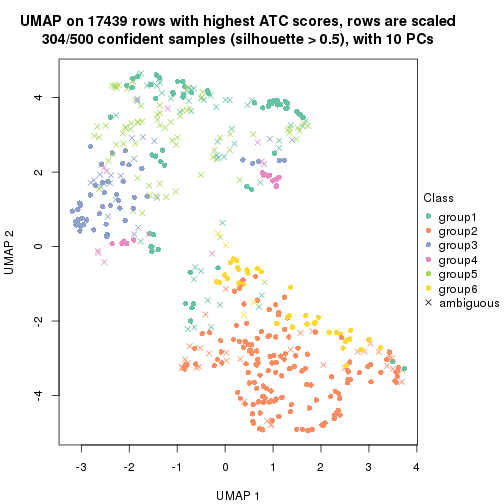 UMAP on 17439 rows with highest ATC scores, rows are scaled
304/500 confident samples (silhouette > 0.5), with 10 PCs
4
2
0
-2
-4
UMAP 2
-3
-2
-1
0
1
2
3
4
UMAP 1
Class
group1
group2
group3
group4
group5
group6
ambiguous